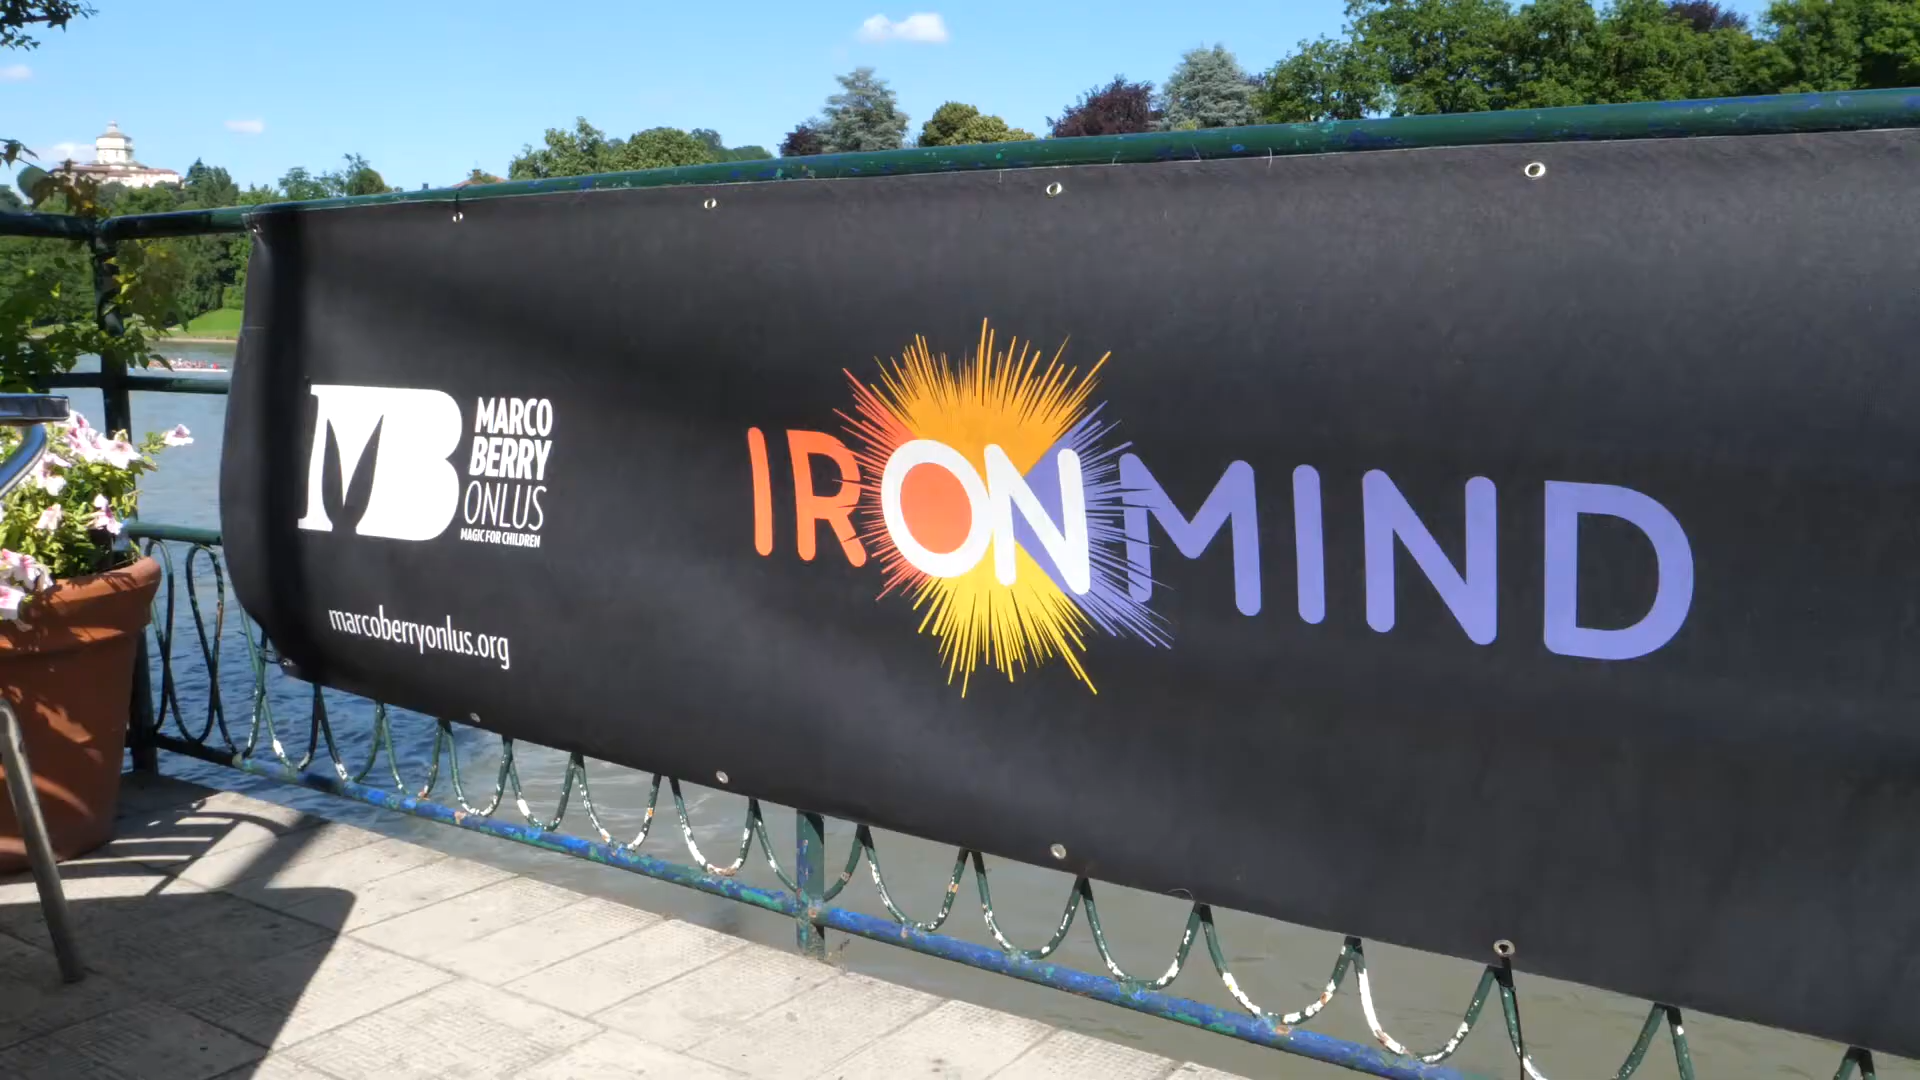 MB
MARCO
BERRY
ONLUS
MAGIC FOR CHILDREN
marcoberryonlus.org
IRONMIND